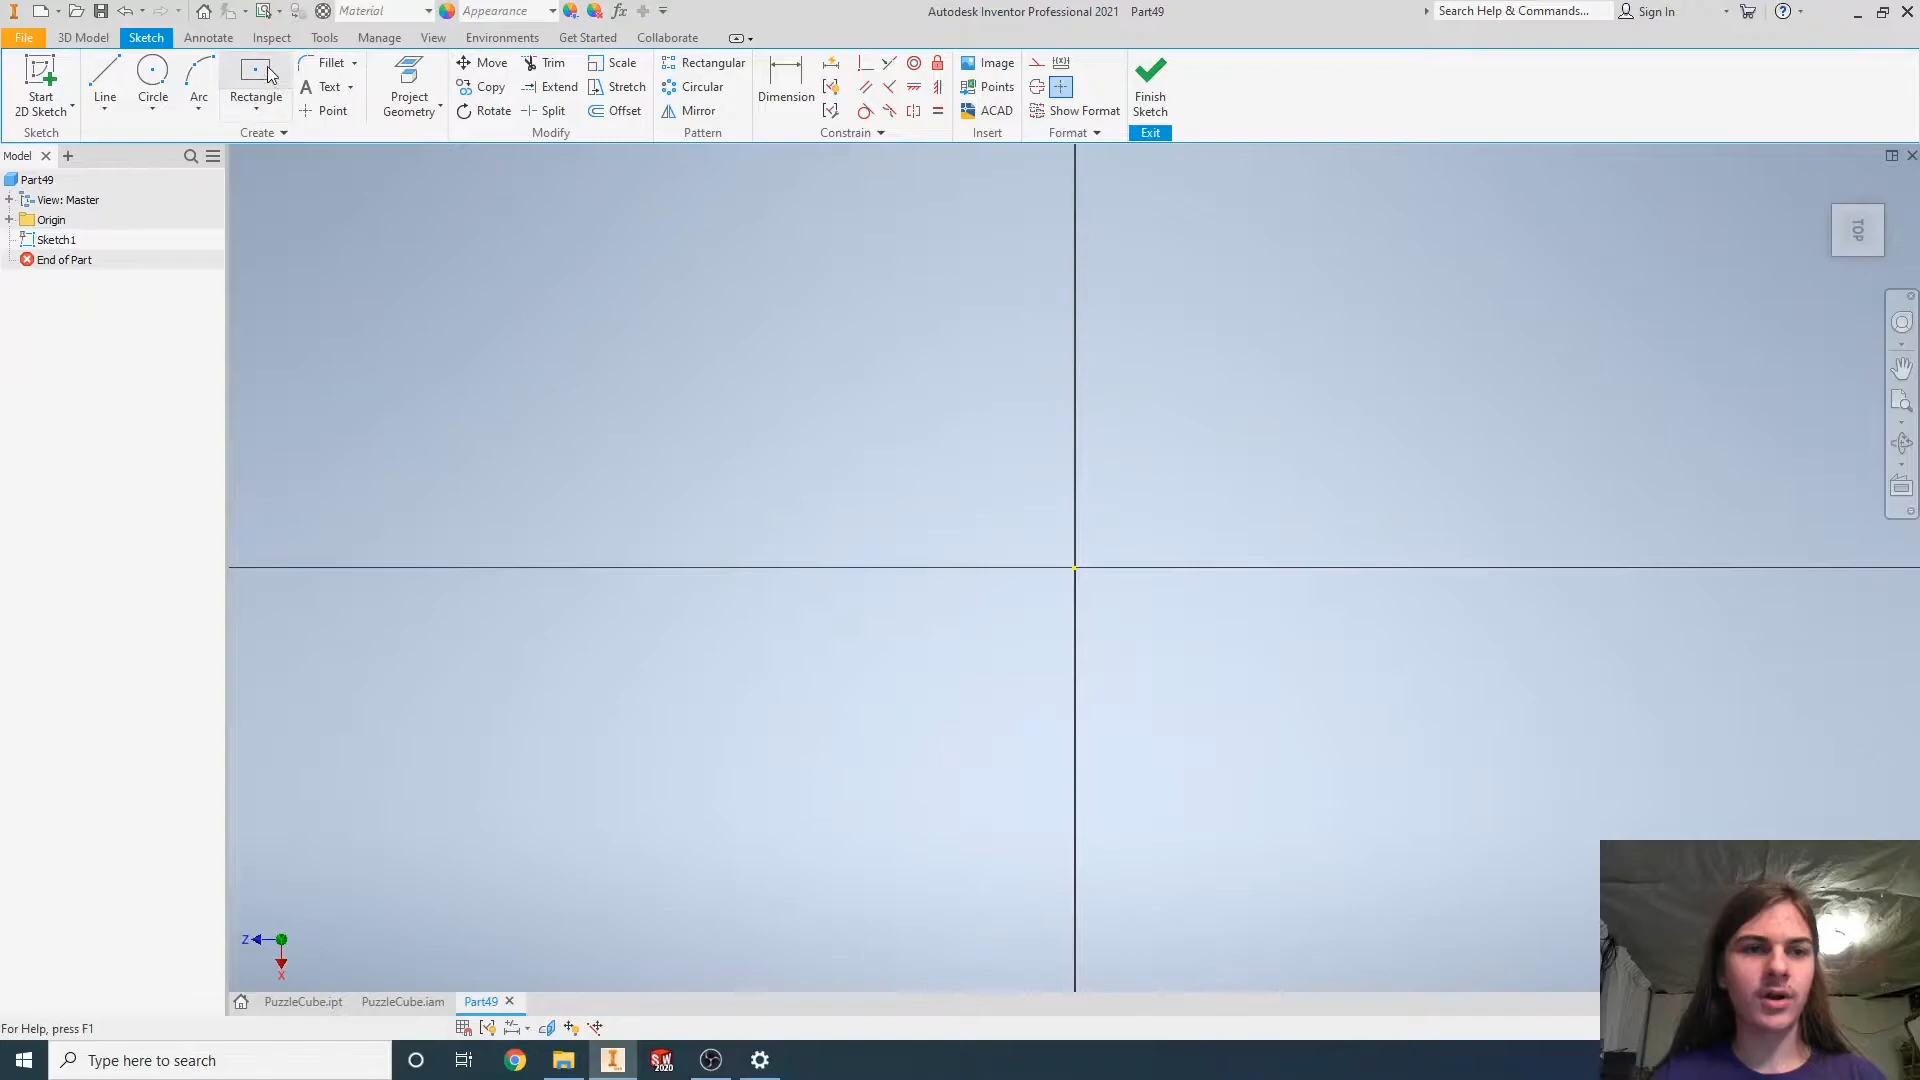 Material
Appearance
fx
Autodesk Inventor Professional 2021 Part49
Search Help & Commands...
Sign In
File 3D Model Sketch Annotate Inspect Tools Manage View Environments Get Started Collaborate
Start
2D Sketch
Line
Circle
Arc
Rectangle
Fillet
Text
Point
Project
Geometry
Move Trim Scale
Copy Extend Stretch
Rotate Split Offset
Rectangular
Circular
Mirror
Dimension
Image
Points
ACAD
Show Format
Finish
Sketch
Sketch Create Modify Pattern Constrain Insert Format Exit
Model
Part49
View: Master
Origin
Sketch1
End of Part
TOP
Z
X
PuzzleCube.ipt PuzzleCube.iam Part49
For Help, press F1
Type here to search
SW
2020